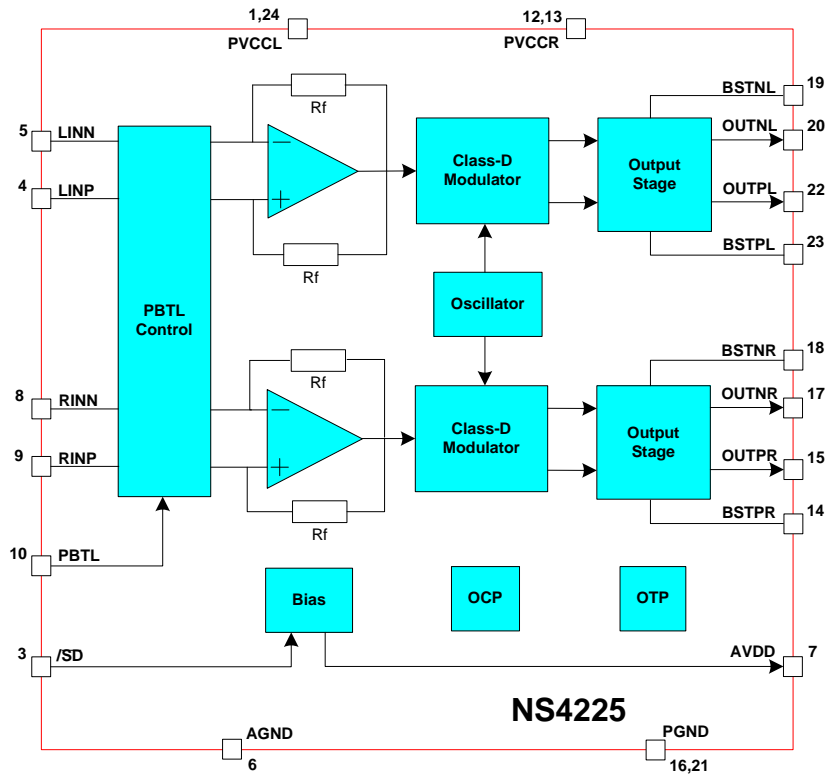 1,24
12,13
PVCCL
PVCCR
19
BSTNL
Rf
5
LINN
OUTNL
20
Class-D
Modulator
Output
Stage
4
LINP
OUTPL
22
BSTPL
23
Rf
PBTL
Control
Oscillator
18
BSTNR
Rf
8
RINN
OUTNR
17
Class-D
Modulator
Output
Stage
9
RINP
OUTPR
15
BSTPR
14
Rf
10
PBTL
Bias
OCP
OTP
3
/SD
AVDD
7
NS4225
AGND
6
PGND
16,21